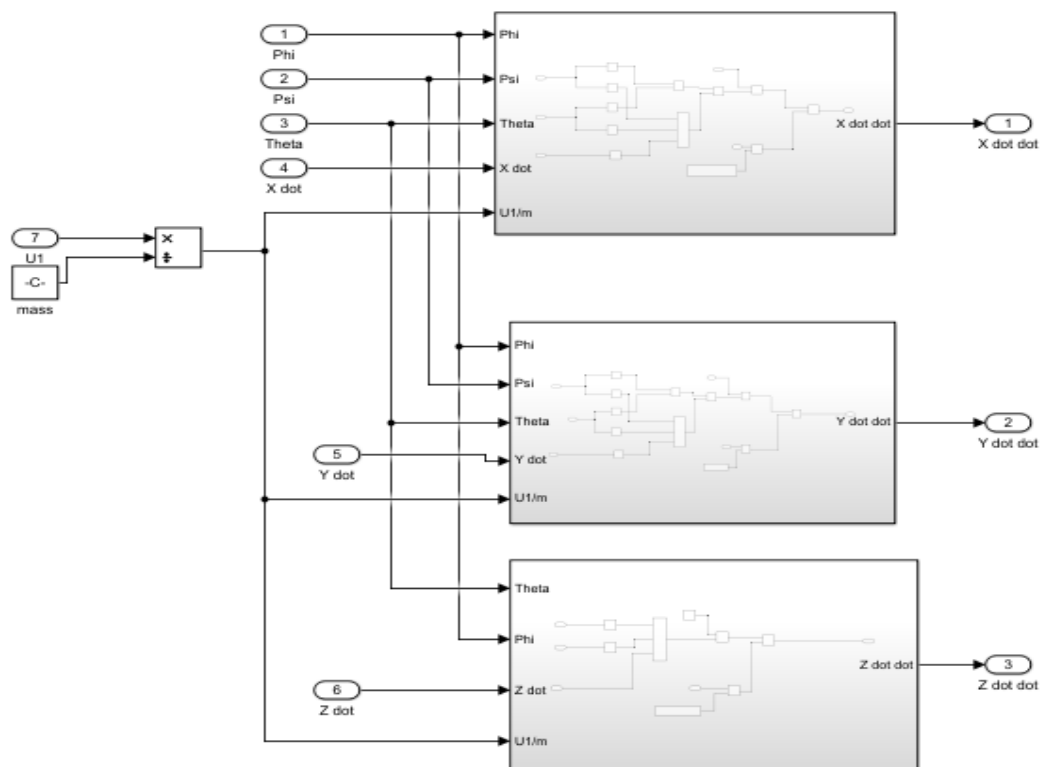 1
Phi
2
Psi
3
Theta
4
X dot
7
U1
×
÷
-C-
mass
Phi
Psi
Theta
X dot
U1/m
X dot dot
1
X dot dot
Phi
Psi
Theta
Y dot
U1/m
Y dot dot
5
Y dot
2
Y dot dot
Theta
Phi
Z dot
U1/m
Z dot dot
6
Z dot
3
Z dot dot